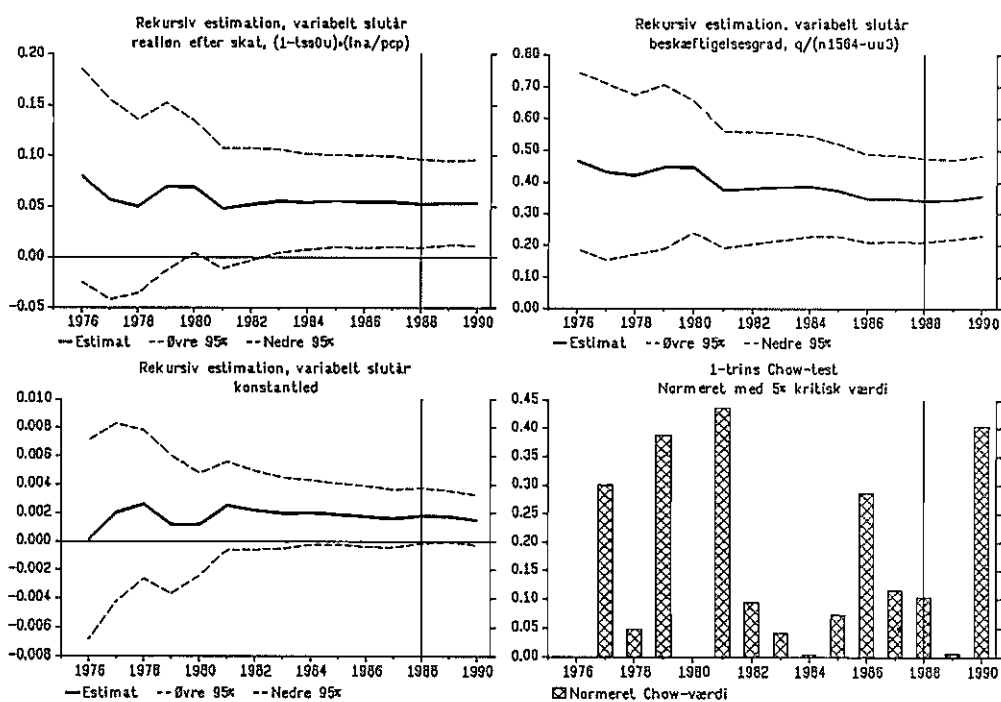 Rekursiv estimation, variabelt slutår
realløn efter skat, (1-tss0u)*(lna/pcp)
0.20
0.15
0.10
0.05
0.00
-0.05
1976 1978 1980 1982 1984 1986 1988 1990
Estimat --Øvre 95% --Nedre 95%
Rekursiv estimation, variabelt slutår
beskæftigelsesgrad, q/(n1564-uu3)
0.80
0.70
0.60
0.50
0.40
0.30
0.20
0.10
0.00
1976 1978 1980 1982 1984 1986 1988 1990
Estimat --Øvre 95% --Nedre 95%
Rekursiv estimation, variabelt slutår
konstantled
0.010
0.008
0.006
0.004
0.002
0.000
-0.002
-0.004
-0.006
-0.008
1976 1978 1980 1982 1984 1986 1988 1990
Estimat --Øvre 95% --Nedre 95%
1-trins Chow-test
Normeret med 5% kritisk værdi
0.45
0.40
0.35
0.30
0.25
0.20
0.15
0.10
0.05
0.00
1976 1978 1980 1982 1984 1986 1988 1990
Normeret Chow-værdi